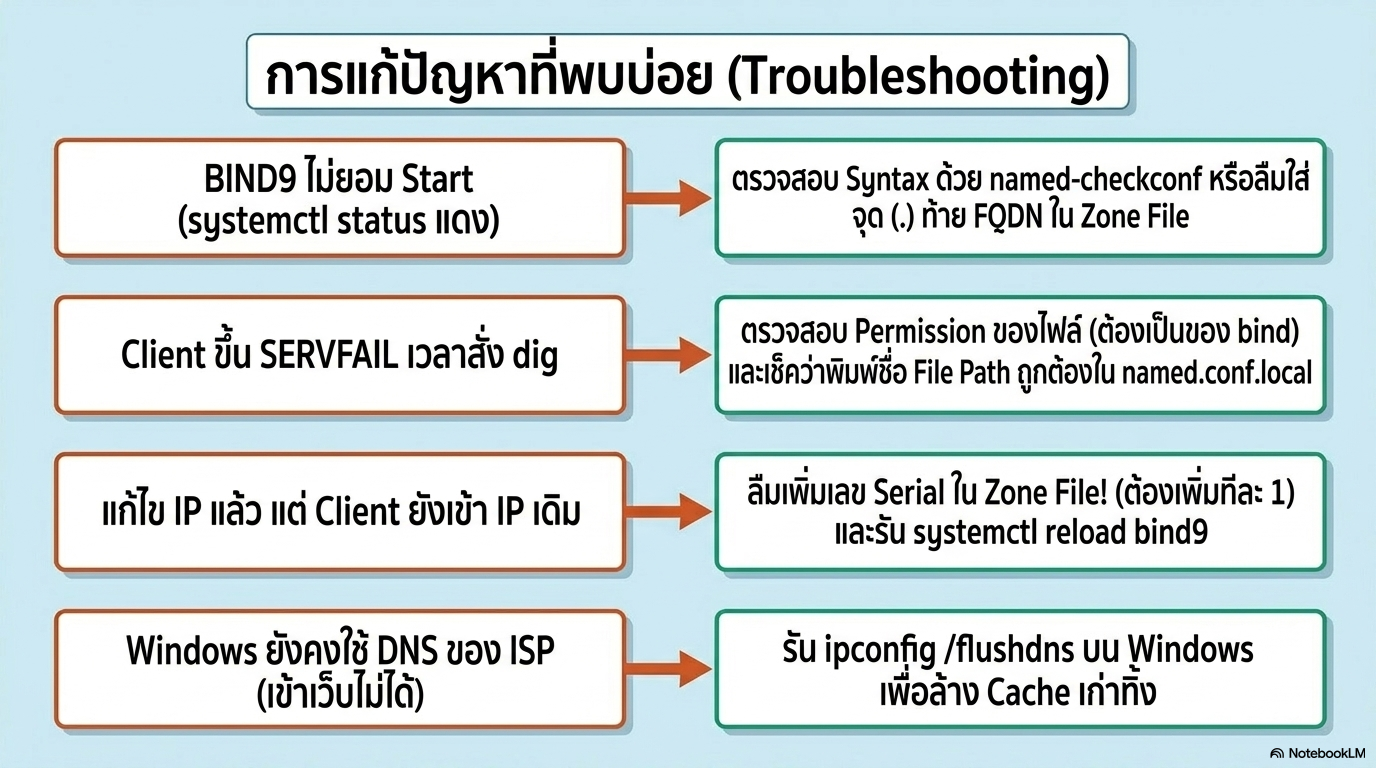 การแก้ปัญหาที่พบบ่อย (Troubleshooting)
BIND9 ไม่ยอม Start
(systemctl status แดง)
ตรวจสอบ Syntax ด้วย named-checkconf หรือลืมใส่
จุด (.) ท้าย FQDN ใน Zone File
Client ขึ้น SERVFAIL เวลาสั่ง dig
ตรวจสอบ Permission ของไฟล์ (ต้องเป็นของ bind)
และเช็คว่าพิมพ์ชื่อ File Path ถูกต้องใน named.conf.local
แก้ไข IP แล้ว แต่ Client ยังเข้า IP เดิม
ลืมเพิ่มเลข Serial ใน Zone File! (ต้องเพิ่มทีละ 1)
และรัน systemctl reload bind9
Windows ยังคงใช้ DNS ของ ISP
(เข้าเว็บไม่ได้)
รัน ipconfig /flushdns บน Windows
เพื่อล้าง Cache เก่าทิ้ง
NotebookLM